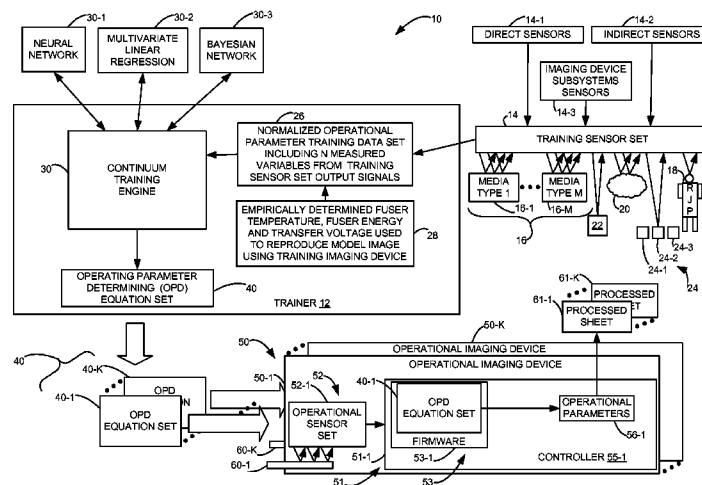 30-1
30-2
30-3
NEURAL
NETWORK
MULTIVARIATE
LINEAR
REGRESSION
BAYESIAN
NETWORK
10
14-1
14-2
DIRECT SENSORS
INDIRECT SENSORS
IMAGING DEVICE
SUBSYSTEMS
SENSORS
14-3
14
TRAINING SENSOR SET
26
NORMALIZED OPERATIONAL
PARAMETER TRAINING DATA SET
INCLUDING N MEASURED
VARIABLES FROM TRAINING
SENSOR SET OUTPUT SIGNALS
30
CONTINUUM
TRAINING
ENGINE
EMPIRICALLY DETERMINED FUSER
TEMPERATURE, FUSER ENERGY
AND TRANSFER VOLTAGE USED
TO REPRODUCE MODEL IMAGE
USING TRAINING IMAGING DEVICE
28
MEDIA
TYPE 1
MEDIA
TYPE M
16-1
16-M
16
22
20
18
R
J
P
24-3
24-2
24-1
24
OPERATING PARAMETER
DETERMINING (OPD)
EQUATION SET
40
TRAINER 12
61-K
PROCESSED
SHEET
61-1
PROCESSED
SHEET
40
40-K
OPD
40-1
OPD
EQUATION SET
50
50-K
OPERATIONAL IMAGING DEVICE
50-1
OPERATIONAL IMAGING DEVICE
52
52-1
OPERATIONAL
SENSOR
SET
40-1
OPD
EQUATION SET
FIRMWARE
OPERATIONAL
PARAMETERS
56-1
60-K
60-1
51-1
53-1
CONTROLLER 55-1
51
53